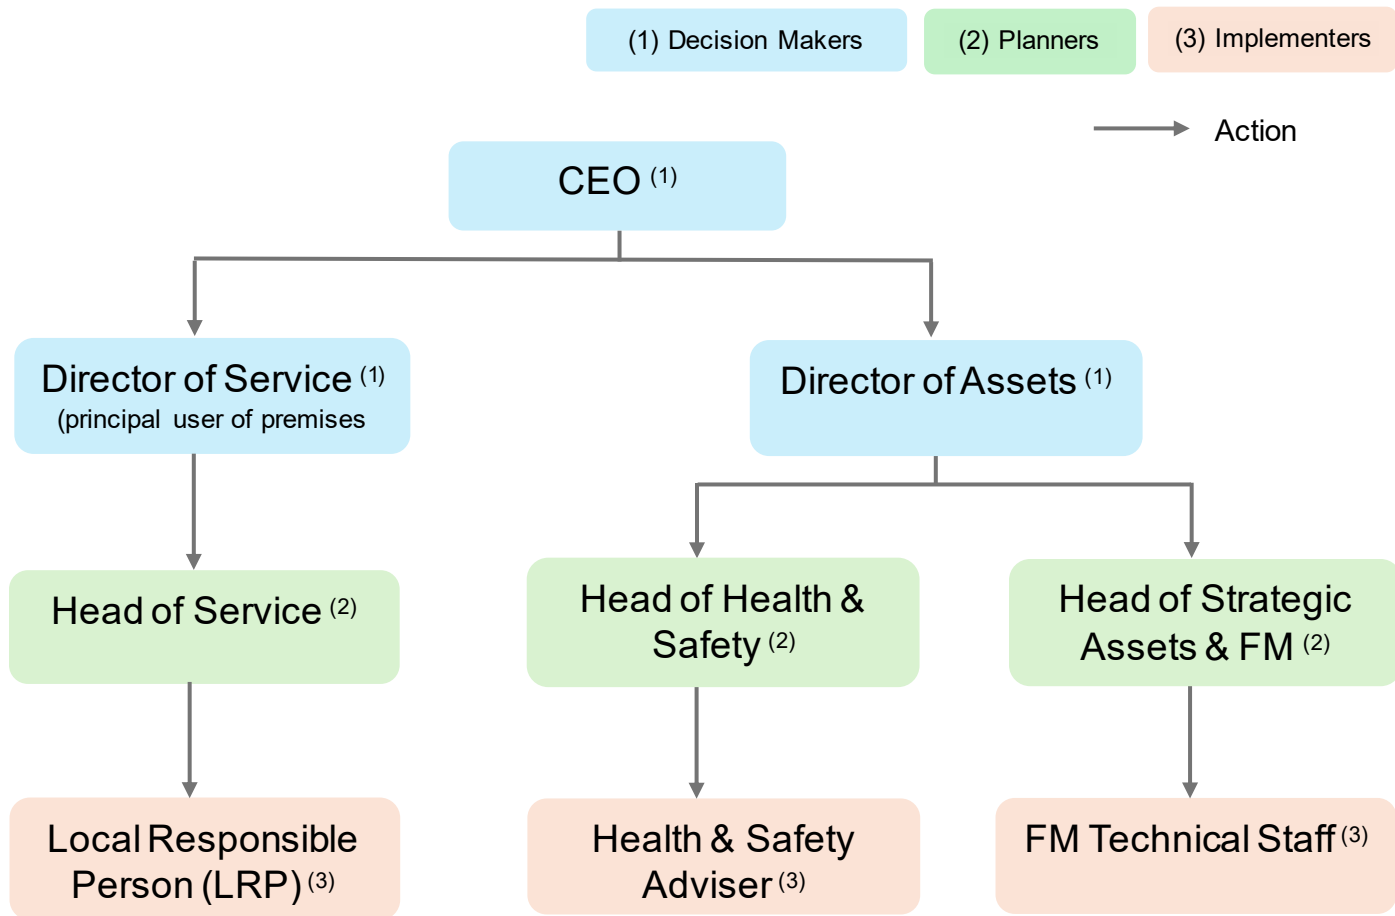 (1) Decision Makers
(2) Planners
(3) Implementers
Action
CEO (1)
Director of Service (1)
(principal user of premises
Director of Assets (1)
Head of Service (2)
Head of Health &
Safety (2)
Head of Strategic
Assets & FM (2)
Local Responsible
Person (LRP) (3)
Health & Safety
Adviser (3)
FM Technical Staff (3)